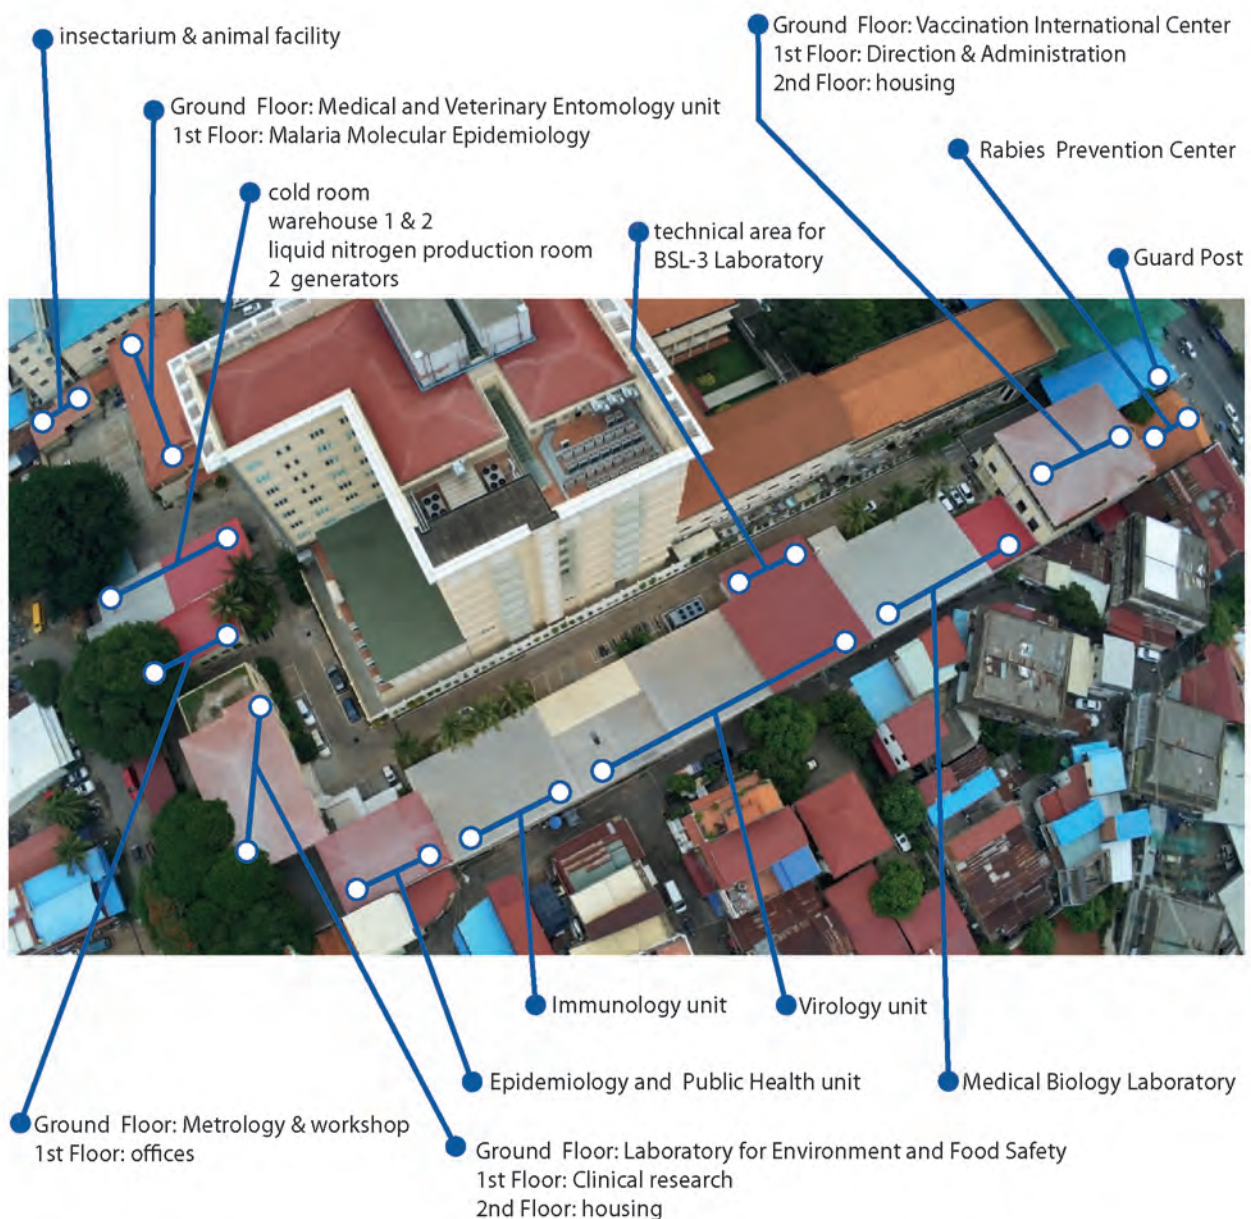 insectarium & animal facility
Ground Floor: Medical and Veterinary Entomology unit
1st Floor: Malaria Molecular Epidemiology
cold room
warehouse 1 & 2
liquid nitrogen production room
2 generators
technical area for
BSL-3 Laboratory
Ground Floor: Vaccination International Center
1st Floor: Direction & Administration
2nd Floor: housing
Rabies Prevention Center
Guard Post
Immunology unit
Virology unit
Epidemiology and Public Health unit
Medical Biology Laboratory
Ground Floor: Metrology & workshop
1st Floor: offices
Ground Floor: Laboratory for Environment and Food Safety
1st Floor: Clinical research
2nd Floor: housing